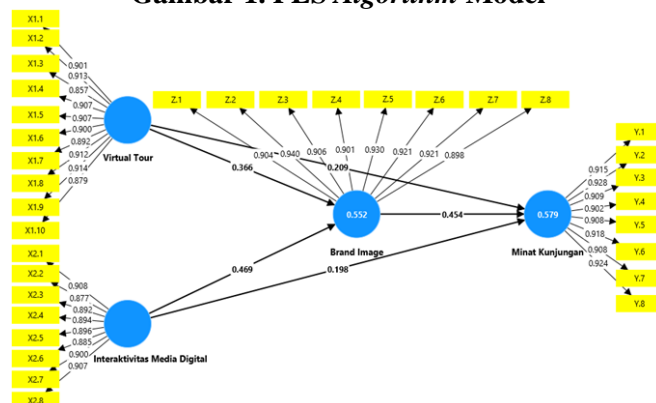 Gambar 1. PLS Algorithm Model
X1.1
X1.2
X1.3
X1.4
X1.5
X1.6
X1.7
X1.8
X1.9
X1.10
0.901
0.913
0.857
0.907
0.907
0.900
0.892
0.912
0.914
0.879
Virtual Tour
Z.1 Z.2 Z.3 Z.4 Z.5 Z.6 Z.7 Z.8
0.904 0.940 0.906 0.901 0.930 0.921 0.921 0.898
0.366
0.209
0.552
Brand Image
0.454
0.469
0.198
0.579
Minat Kunjungan
Y.1
Y.2
Y.3
Y.4
Y.5
Y.6
Y.7
Y.8
0.915
0.928
0.909
0.902
0.908
0.918
0.908
0.924
X2.1
X2.2
X2.3
X2.4
X2.5
X2.6
X2.7
X2.8
0.908
0.877
0.892
0.894
0.896
0.885
0.900
0.907
Interaktivitas Media Digital